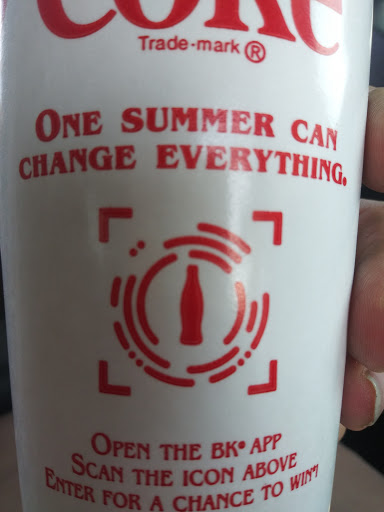 COKE
Trade-mark ®
ONE SUMMER CAN
CHANGE EVERYTHING.
OPEN THE BK® APP
SCAN THE ICON ABOVE
ENTER FOR A CHANCE TO WIN*!